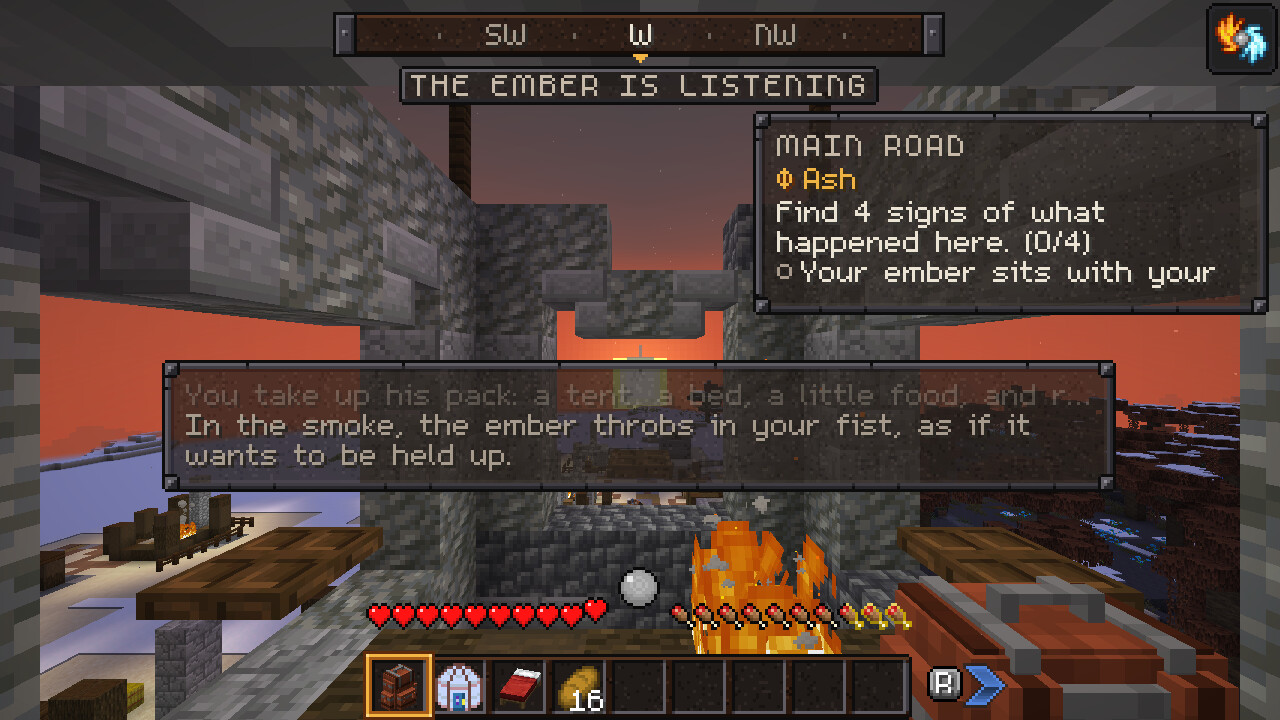 SW W NW
THE EMBER IS LISTENING
MAIN ROAD
Ash
Find 4 signs of what
happened here. (0/4)
Your ember sits with your
You take up his pack: a tent, a bed, a little food, and r...
In the smoke, the ember throbs in your fist, as if it
wants to be held up.
16
R